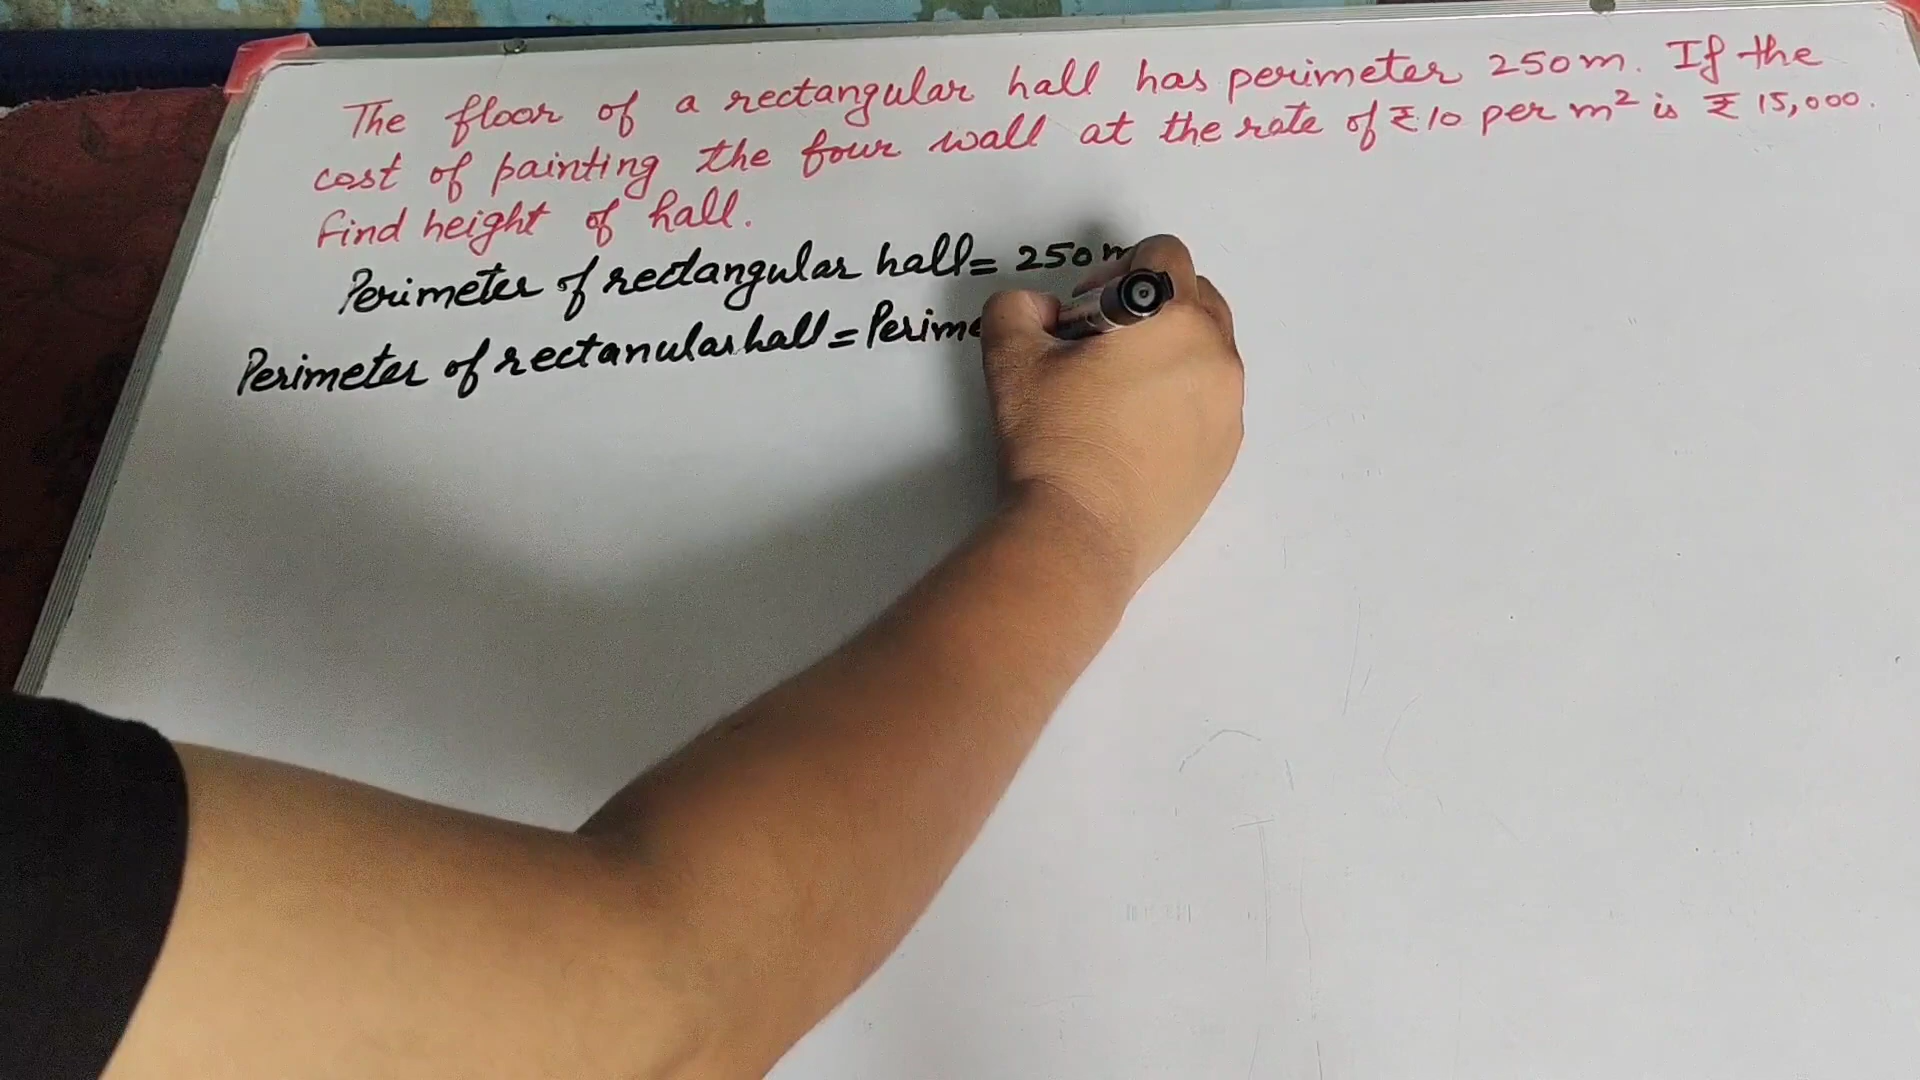 The floor of a rectangular hall has perimeter 250m. If the
cost of painting the four wall at the rate of ₹10 per m² is ₹ 15,000.
find height of hall.
Perimeter of rectangular hall = 250 m
Perimeter of rectanular hall = Perime